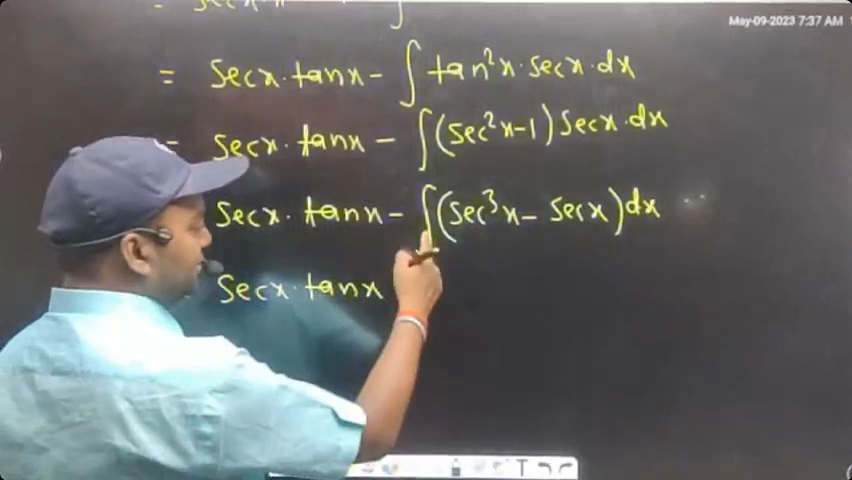 May-09-2023 7:37 AM
= secx·tanx - ∫ tan²x·secx·dx
= secx·tanx - ∫(sec²x-1)secx·dx
secx·tanx - ∫(sec³x - secx)dx
secx·tanx